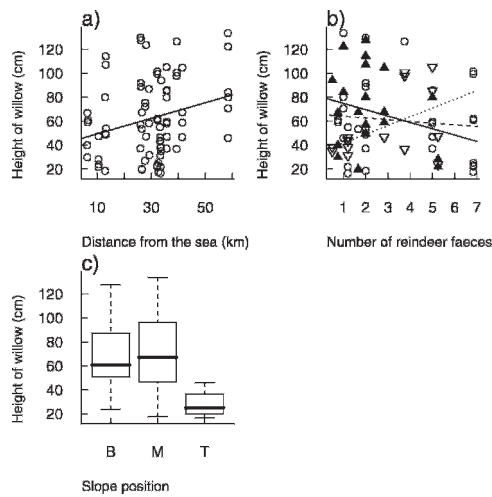 a)
Height of willow (cm)
120
100
80
60
40
20
10 30 50
Distance from the sea (km)
b)
Height of willow (cm)
120
100
80
60
40
20
1 2 3 4 5 6 7
Number of reindeer faeces
c)
Height of willow (cm)
120
100
80
60
40
20
B M T
Slope position